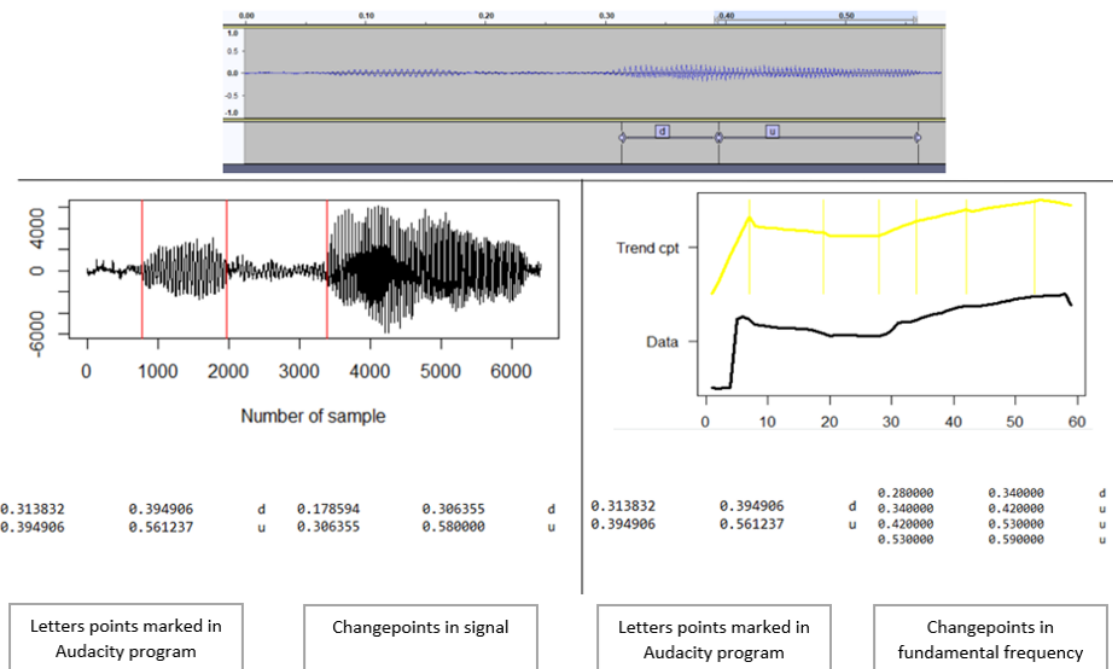 0.00 0.10 0.20 0.30 0.40 0.50
1.0
0.5
0.0
-0.5
-1.0
d u
4000
0
-6000
0 1000 2000 3000 4000 5000 6000
Number of sample
Trend cpt
Data
0 10 20 30 40 50 60
0.313832 0.394906 d 0.178594 0.306355 d
0.394906 0.561237 u 0.306355 0.580000 u
0.313832 0.394906 d
0.394906 0.561237 u
0.280000 0.340000 d
0.340000 0.420000 u
0.420000 0.530000 u
0.530000 0.590000 u
Letters points marked in
Audacity program
Changepoints in signal
Letters points marked in
Audacity program
Changepoints in
fundamental frequency